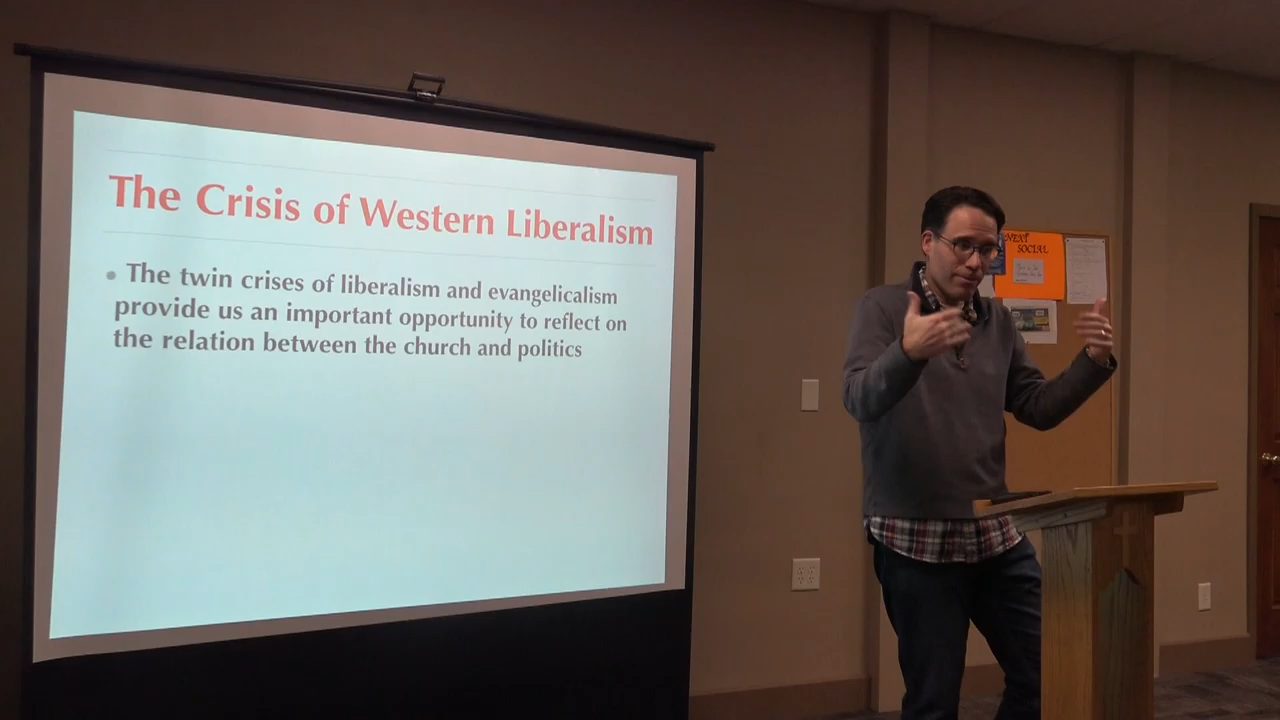 The Crisis of Western Liberalism
The twin crises of liberalism and evangelicalism
provide us an important opportunity to reflect on
the relation between the church and politics
NEXT
SOCIAL